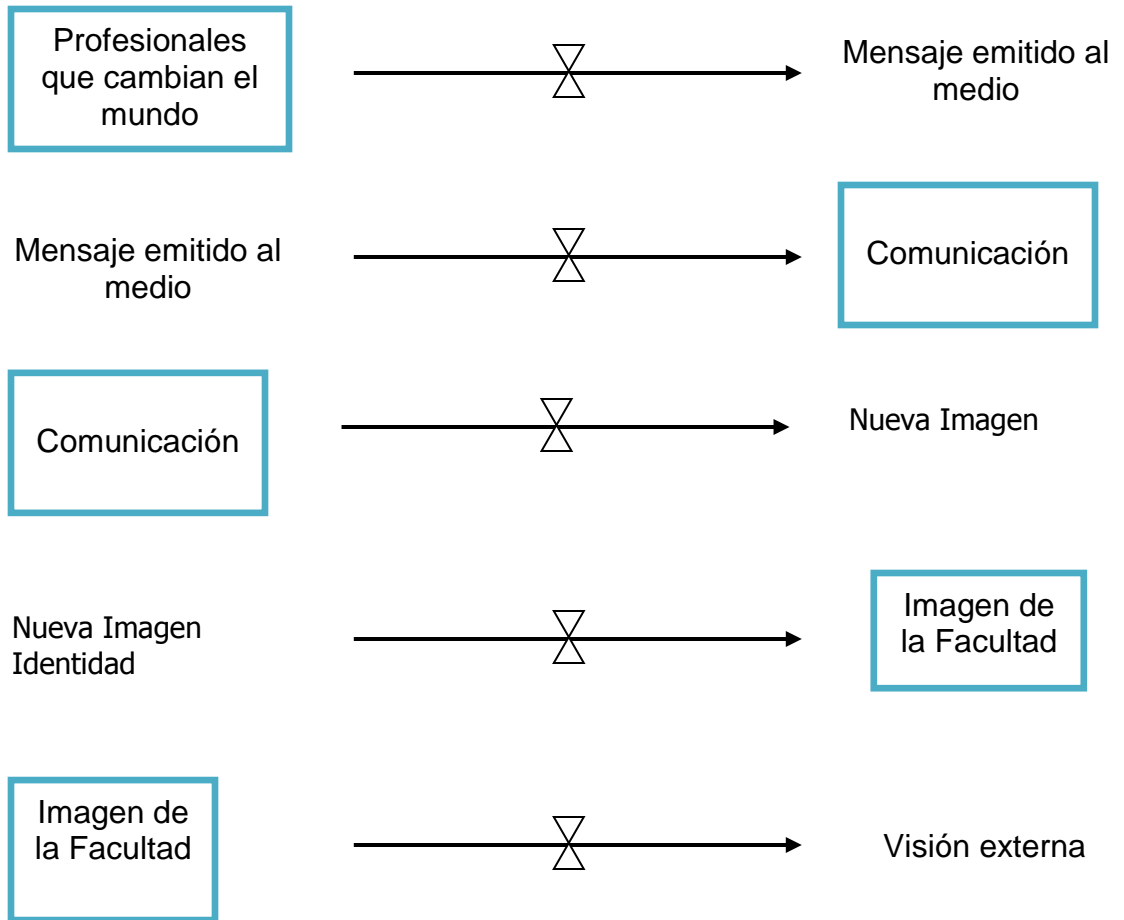 Profesionales
que cambian el
mundo
Mensaje emitido al
medio
Mensaje emitido al
medio
Comunicación
Comunicación
Nueva Imagen
Nueva Imagen
Identidad
Imagen de
la Facultad
Imagen de
la Facultad
Visión externa